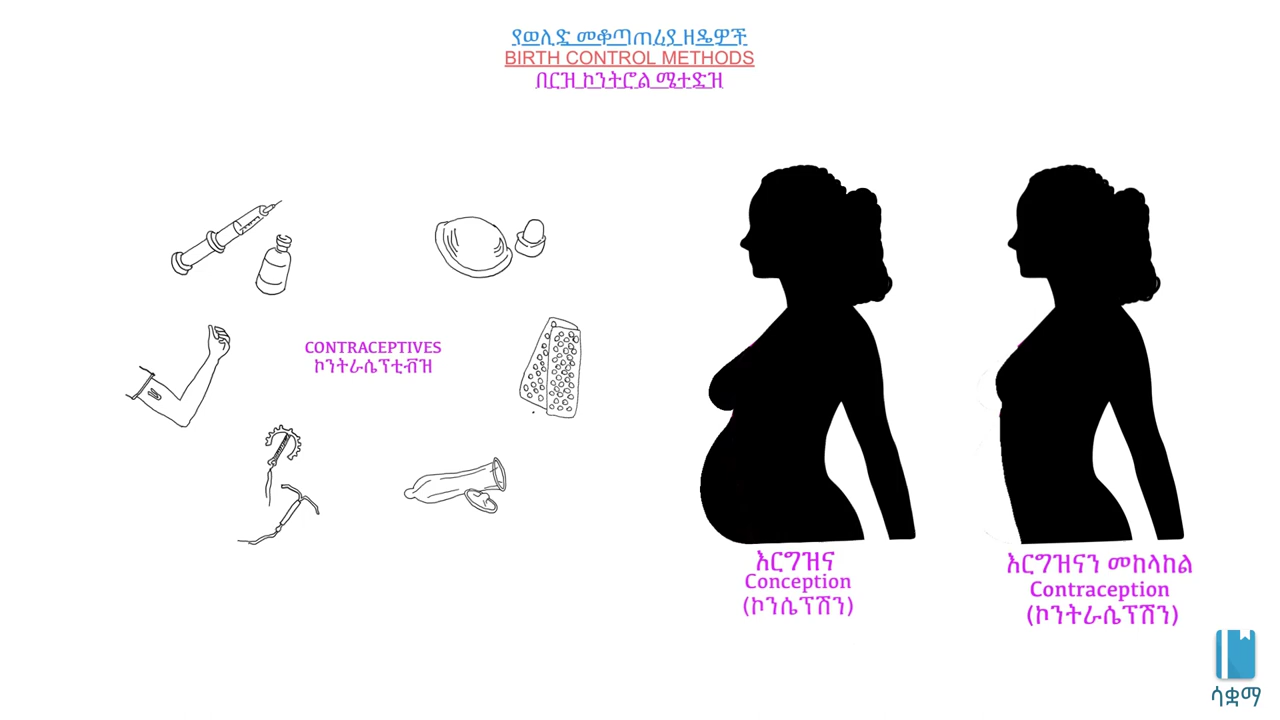 የወሊድ መቆጣጠሪያ ዘዴዎች
BIRTH CONTROL METHODS
በርዝ ኮንትሮል ሜተድዝ
CONTRACEPTIVES
ኮንትራሴፕቲቭዝ
እርግዝና
Conception
(ኮንሴፕሽን)
እርግዝናን መከላከል
Contraception
(ኮንትራሴፕሽን)
ሳቋማ